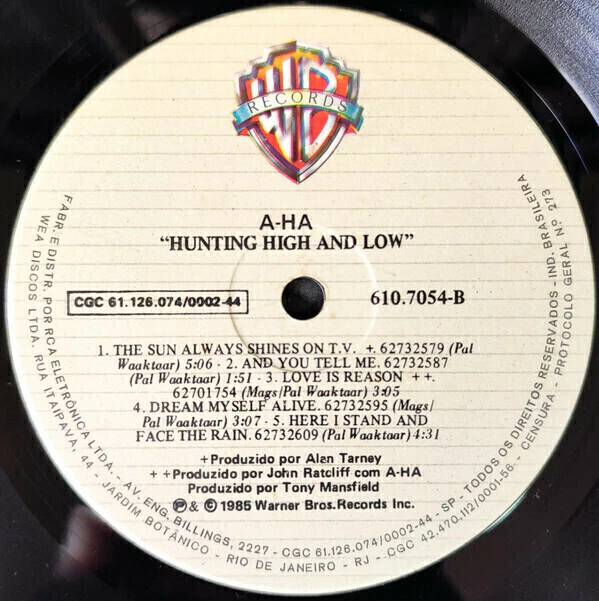 WB
RECORDS
A-HA
"HUNTING HIGH AND LOW"
CGC 61.126.074/0002-44
610.7054-B
1. THE SUN ALWAYS SHINES ON T.V. +. 62732579 (Pal
Waaktaar) 5:06 · 2. AND YOU TELL ME. 62732587
(Pal Waaktaar) 1:51 · 3. LOVE IS REASON ++.
62701754 (Mags/Pal Waaktaar) 3:05
4. DREAM MYSELF ALIVE. 62732595 (Mags/
Pal Waaktaar) 3:07 · 5. HERE I STAND AND
FACE THE RAIN. 62732609 (Pal Waaktaar) 4:31
+Produzido por Alan Tarney
++Produzido por John Ratcliff com A-HA
Produzido por Tony Mansfield
℗ & © 1985 Warner Bros. Records Inc.
FABR. E DISTR. POR RCA ELETRÔNICA LTDA. - AV. ENG. BILLINGS, 2227 - CGC 61.126.074/0002-44 - SP - TODOS OS DIREITOS RESERVADOS - IND. BRASILEIRA
WEA DISCOS LTDA. RUA ITAIPAVA, 44 - JARDIM BOTÂNICO - RIO DE JANEIRO - RJ - CGC 42.470.112/0001-56 - CENSURA - PROTOCOLO GERAL Nº 273